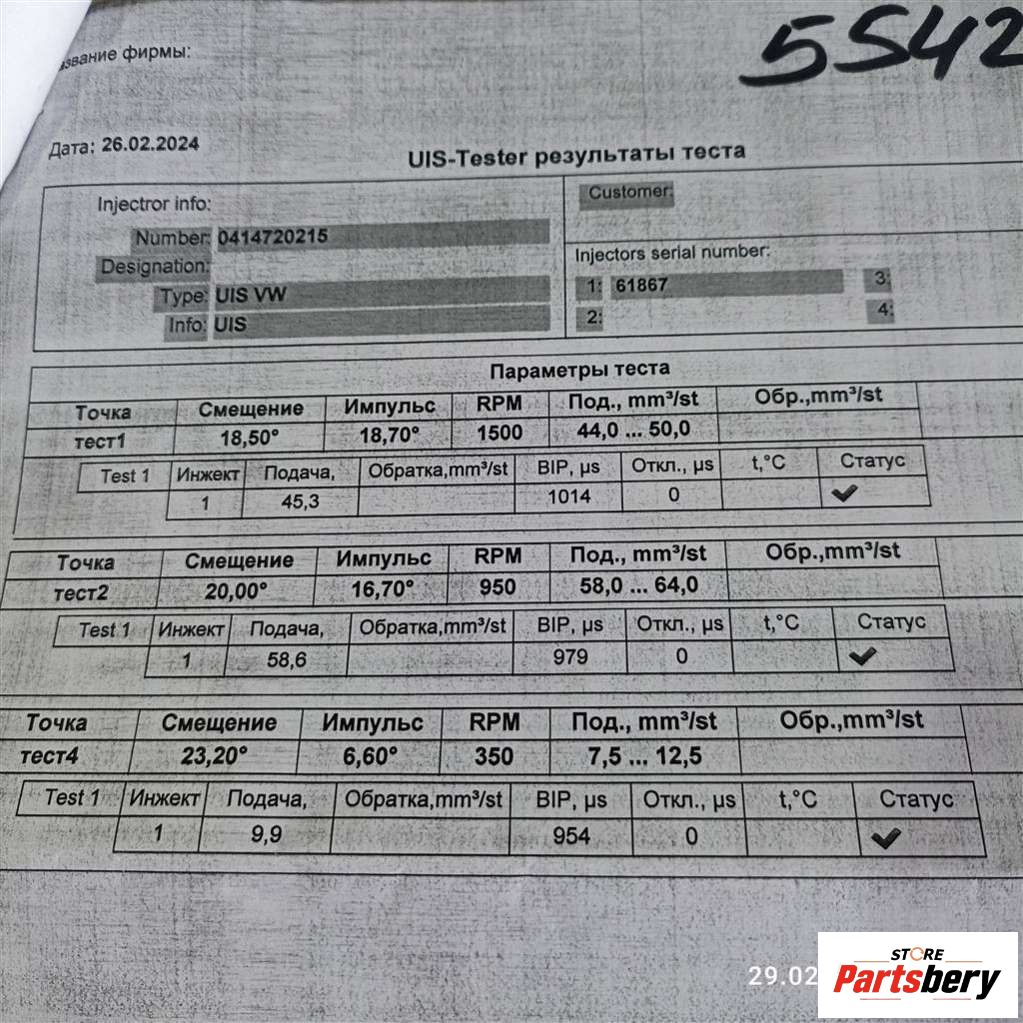 5542
фирмы:
Дата: 26.02.2024
UIS-Tester результаты теста
Injectror info:
Customer:
Number: 0414720215
Designation:
Injectors serial number:
Type: UIS VW
1: 61867 3:
Info: UIS
2: 4:
Параметры теста
Точка Смещение Импульс RPM Под., mm³/st Обр.,mm³/st
тест1 18,50° 18,70° 1500 44,0 ... 50,0
Test 1 Инжект Подача, Обратка,mm³/st BIP, µs Откл., µs t,°C Статус
1 45,3 1014 0 ✔
Точка Смещение Импульс RPM Под., mm³/st Обр.,mm³/st
тест2 20,00° 16,70° 950 58,0 ... 64,0
Test 1 Инжект Подача, Обратка,mm³/st BIP, µs Откл., µs t,°C Статус
1 58,6 979 0 ✔
Точка Смещение Импульс RPM Под., mm³/st Обр.,mm³/st
тест4 23,20° 6,60° 350 7,5 ... 12,5
Test 1 Инжект Подача, Обратка,mm³/st BIP, µs Откл., µs t,°C Статус
1 9,9 954 0 ✔
29.02
STORE
Partsbery